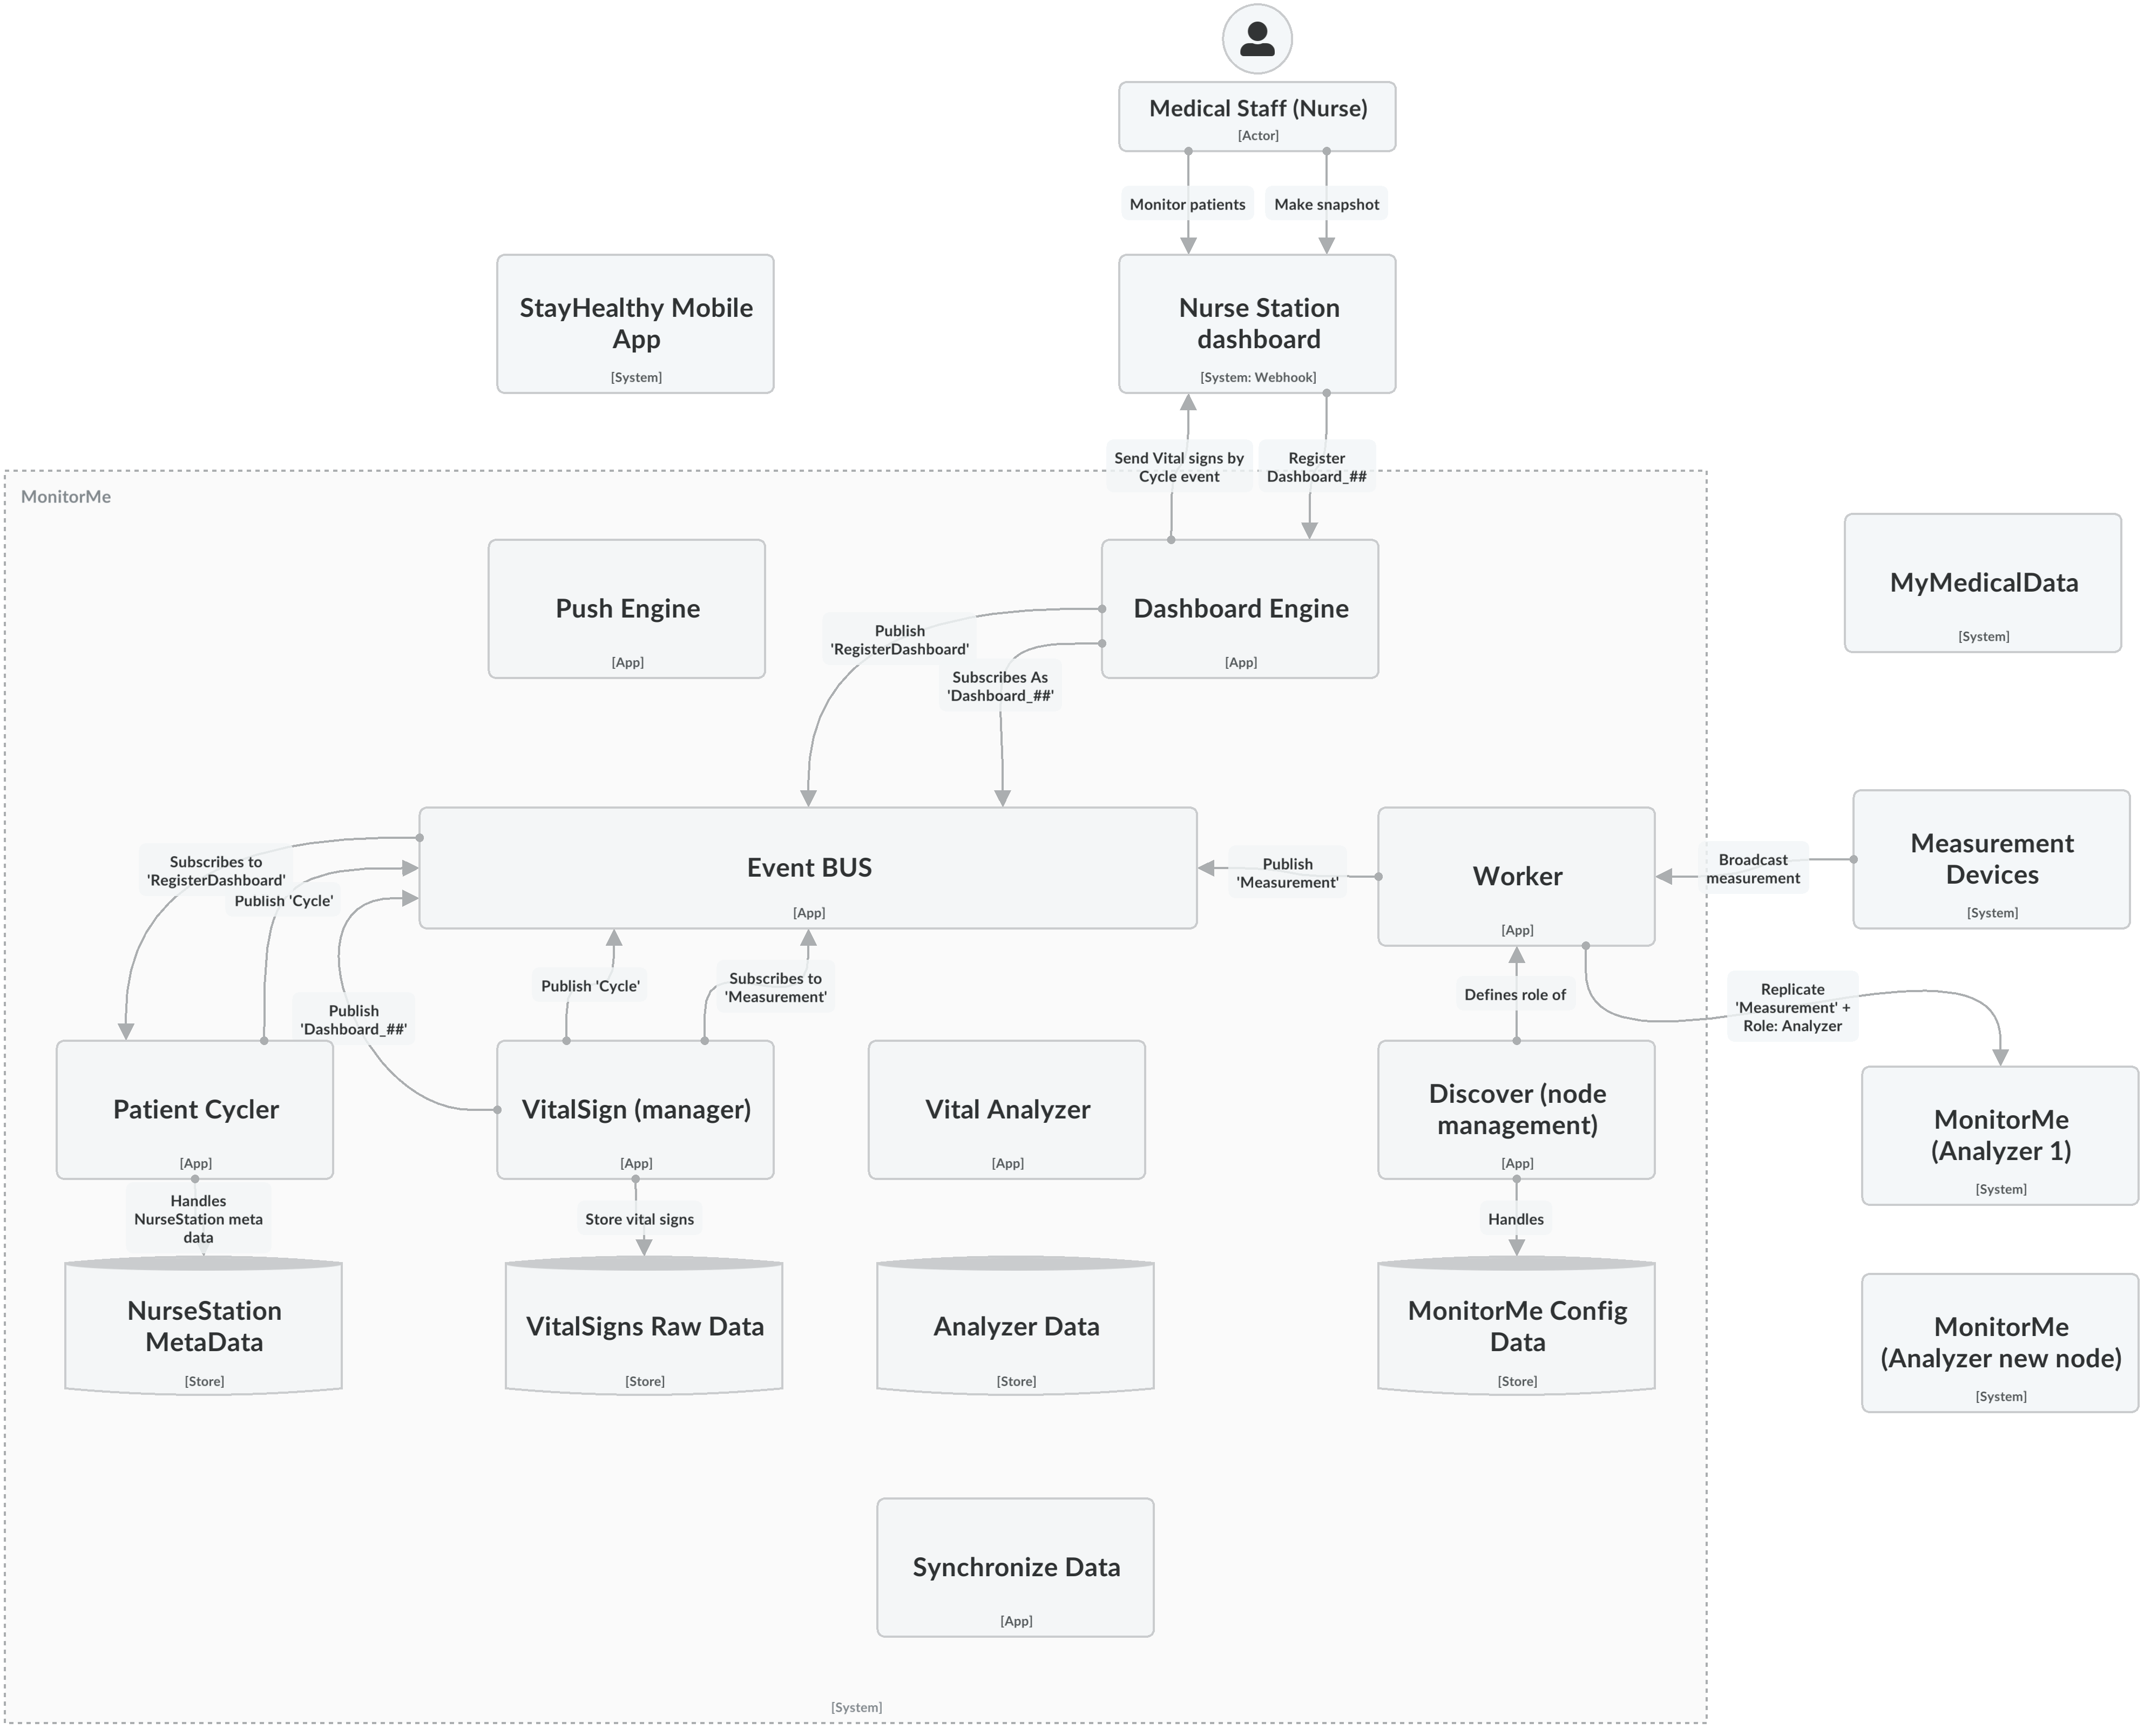 Medical Staff (Nurse)
[Actor]
Monitor patients
Make snapshot
StayHealthy Mobile
App
[System]
Nurse Station
dashboard
[System: Webhook]
Send Vital signs by
Cycle event
Register
Dashboard_##
MonitorMe
Push Engine
[App]
Dashboard Engine
[App]
MyMedicalData
[System]
Publish
'RegisterDashboard'
Subscribes As
'Dashboard_##'
Event BUS
[App]
Worker
[App]
Measurement
Devices
[System]
Publish
'Measurement'
Broadcast
measurement
Subscribes to
'RegisterDashboard'
Publish 'Cycle'
Publish
'Dashboard_##'
Publish 'Cycle'
Subscribes to
'Measurement'
Defines role of
Replicate
'Measurement' +
Role: Analyzer
Patient Cycler
[App]
VitalSign (manager)
[App]
Vital Analyzer
[App]
Discover (node
management)
[App]
MonitorMe
(Analyzer 1)
[System]
Handles
NurseStation meta
data
Store vital signs
Handles
NurseStation
MetaData
[Store]
VitalSigns Raw Data
[Store]
Analyzer Data
[Store]
MonitorMe Config
Data
[Store]
MonitorMe
(Analyzer new node)
[System]
Synchronize Data
[App]
[System]